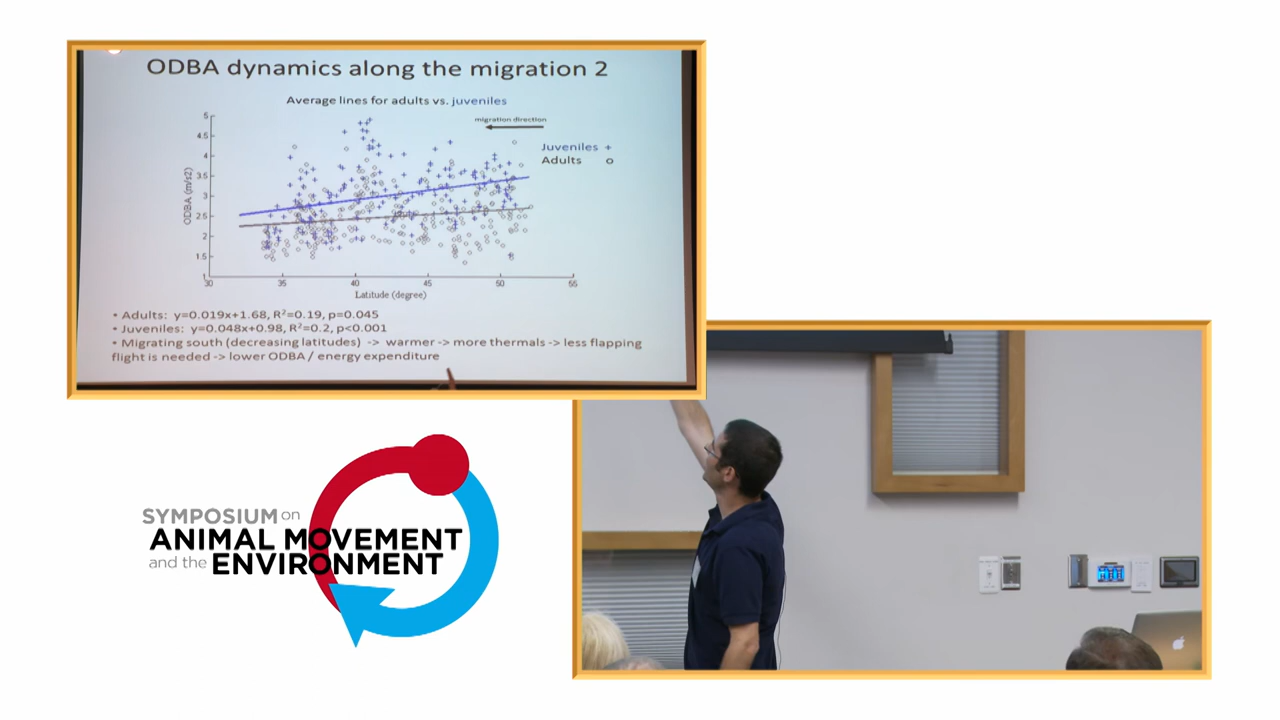 ODBA dynamics along the migration 2
Average lines for adults vs. juveniles
migration direction
Juveniles +
Adults o
5
4.5
4
3.5
3
2.5
2
1.5
ODBA (m/s2)
30 35 40 45 50 55
Latitude (degree)
• Adults: y=0.019x+1.68, R²=0.19, p=0.045
• Juveniles: y=0.048x+0.98, R²=0.2, p<0.001
• Migrating south (decreasing latitudes) -> warmer -> more thermals -> less flapping
flight is needed -> lower ODBA / energy expenditure
SYMPOSIUM on
ANIMAL MOVEMENT
and the ENVIRONMENT